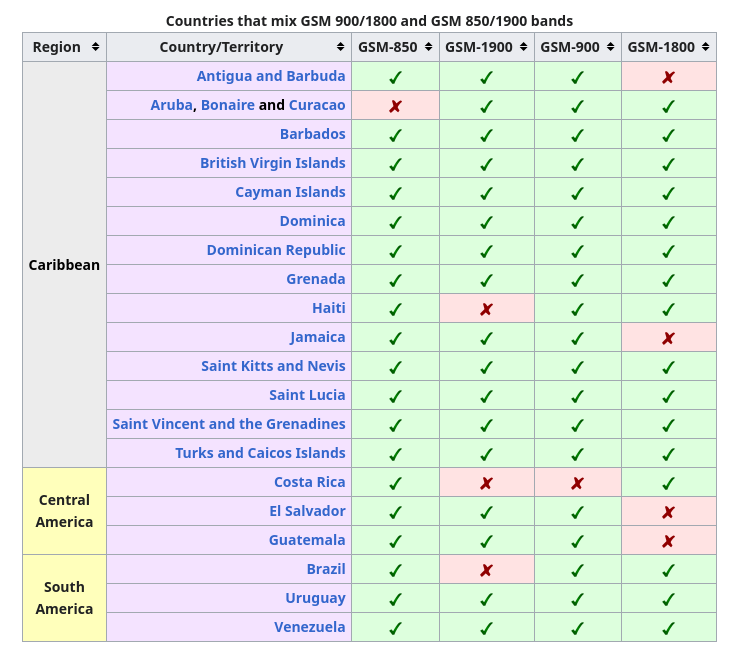 Countries that mix GSM 900/1800 and GSM 850/1900 bands
Region Country/Territory GSM-850 GSM-1900 GSM-900 GSM-1800
Caribbean
Antigua and Barbuda ✓ ✓ ✓ ✘
Aruba, Bonaire and Curacao ✘ ✓ ✓ ✓
Barbados ✓ ✓ ✓ ✓
British Virgin Islands ✓ ✓ ✓ ✓
Cayman Islands ✓ ✓ ✓ ✓
Dominica ✓ ✓ ✓ ✓
Dominican Republic ✓ ✓ ✓ ✓
Grenada ✓ ✓ ✓ ✓
Haiti ✓ ✘ ✓ ✓
Jamaica ✓ ✓ ✓ ✘
Saint Kitts and Nevis ✓ ✓ ✓ ✓
Saint Lucia ✓ ✓ ✓ ✓
Saint Vincent and the Grenadines ✓ ✓ ✓ ✓
Turks and Caicos Islands ✓ ✓ ✓ ✓
Central
America
Costa Rica ✓ ✘ ✘ ✓
El Salvador ✓ ✓ ✓ ✘
Guatemala ✓ ✓ ✓ ✘
South
America
Brazil ✓ ✘ ✓ ✓
Uruguay ✓ ✓ ✓ ✓
Venezuela ✓ ✓ ✓ ✓